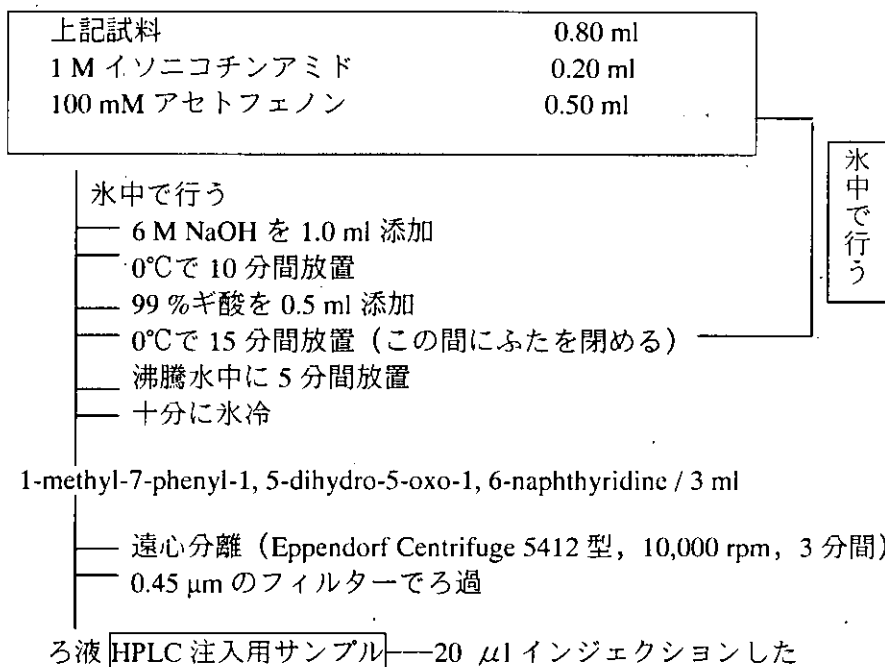 上記試料 0.80 ml
1 M イソニコチンアミド 0.20 ml
100 mM アセトフェノン 0.50 ml
氷中で行う
氷中で行う
6 M NaOH を 1.0 ml 添加
0℃で 10 分間放置
99 %ギ酸を 0.5 ml 添加
0℃で 15 分間放置（この間にふたを閉める）
沸騰水中に 5 分間放置
十分に氷冷
1-methyl-7-phenyl-1, 5-dihydro-5-oxo-1, 6-naphthyridine / 3 ml
遠心分離（Eppendorf Centrifuge 5412 型，10,000 rpm，3 分間）
0.45 μm のフィルターでろ過
ろ液 HPLC 注入用サンプル―20 μl インジェクションした